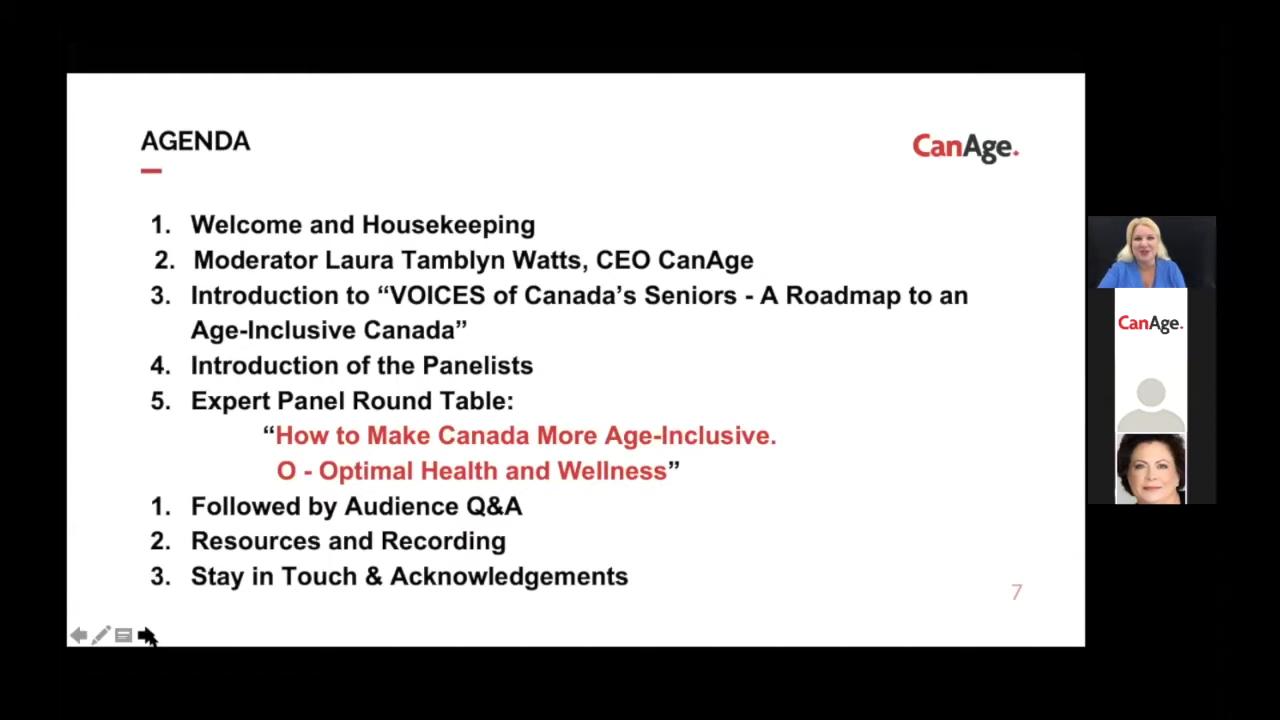 AGENDA
CanAge.
1. Welcome and Housekeeping
2. Moderator Laura Tamblyn Watts, CEO CanAge
3. Introduction to “VOICES of Canada’s Seniors - A Roadmap to an
Age-Inclusive Canada”
4. Introduction of the Panelists
5. Expert Panel Round Table:
“How to Make Canada More Age-Inclusive.
O - Optimal Health and Wellness”
1. Followed by Audience Q&A
2. Resources and Recording
3. Stay in Touch & Acknowledgements
7
CanAge.